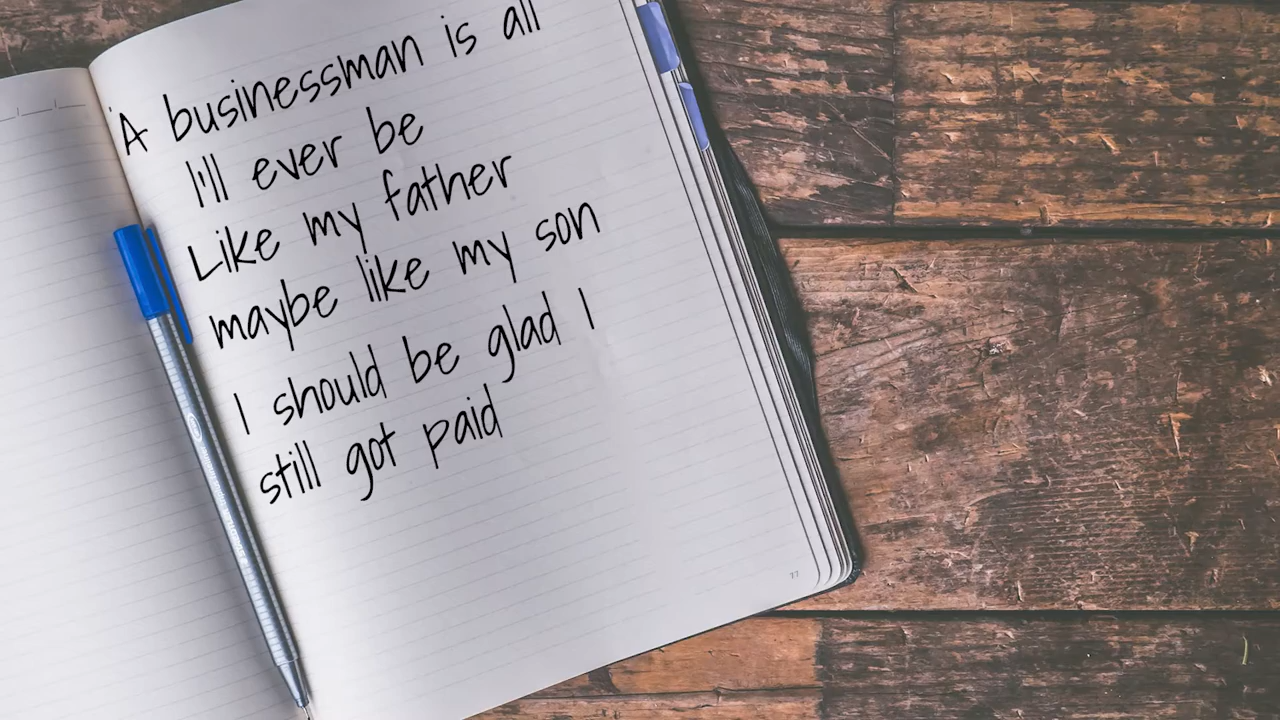 A businessman is all
I'll ever be
Like my father
maybe like my son
I should be glad I
still got paid
77